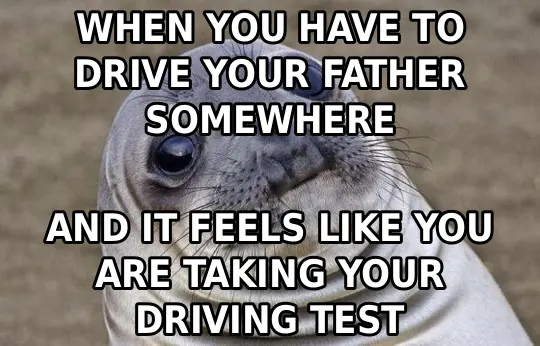 WHEN YOU HAVE TO
DRIVE YOUR FATHER
SOMEWHERE
AND IT FEELS LIKE YOU
ARE TAKING YOUR
DRIVING TEST